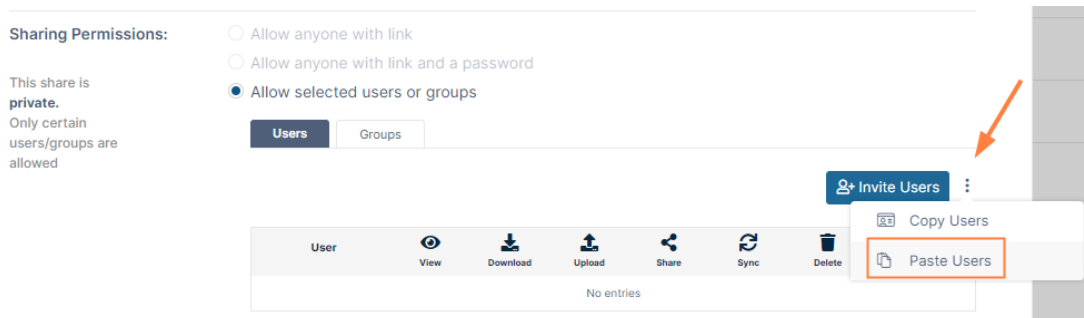 Sharing Permissions:
Allow anyone with link
Allow anyone with link and a password
This share is
private.
Only certain
users/groups are
allowed
Allow selected users or groups
Users
Groups
Invite Users
Copy Users
Paste Users
User
View
Download
Upload
Share
Sync
Delete
No entries